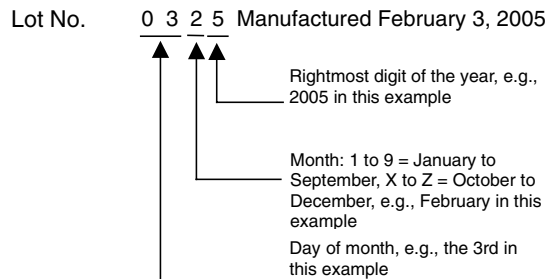 Lot No. 0 3 2 5 Manufactured February 3, 2005
Rightmost digit of the year, e.g.,
2005 in this example
Month: 1 to 9 = January to
September, X to Z = October to
December, e.g., February in this
example
Day of month, e.g., the 3rd in
this example